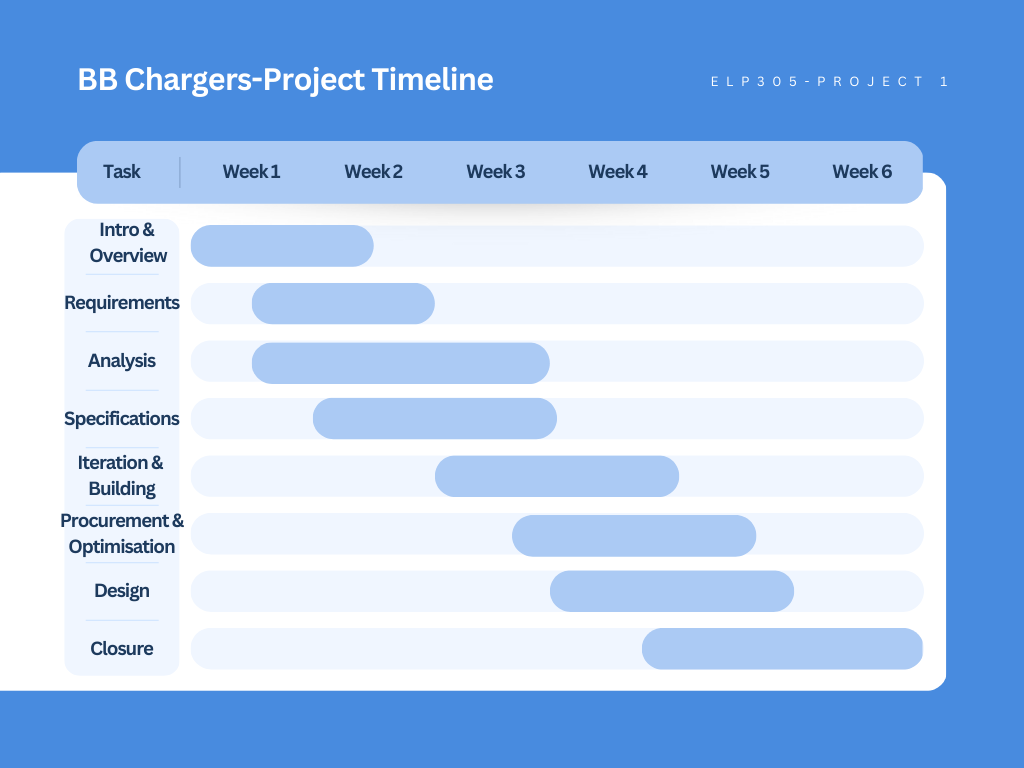 BB Chargers-Project Timeline
ELP305-PROJECT 1
Task Week 1 Week 2 Week 3 Week 4 Week 5 Week 6
Intro &
Overview
Requirements
Analysis
Specifications
Iteration &
Building
Procurement &
Optimisation
Design
Closure